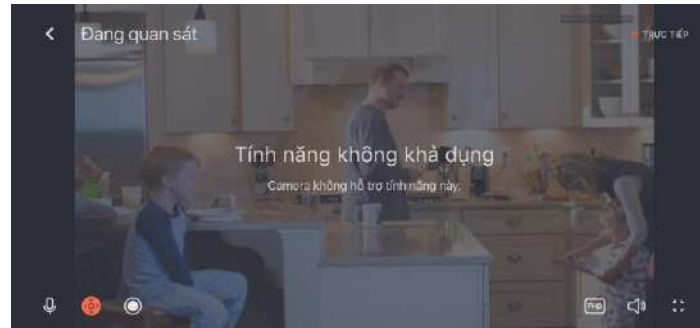 Đang quan sát
TRỰC TIẾP
Tính năng không khả dụng
Camera không hỗ trợ tính năng này.
FHD